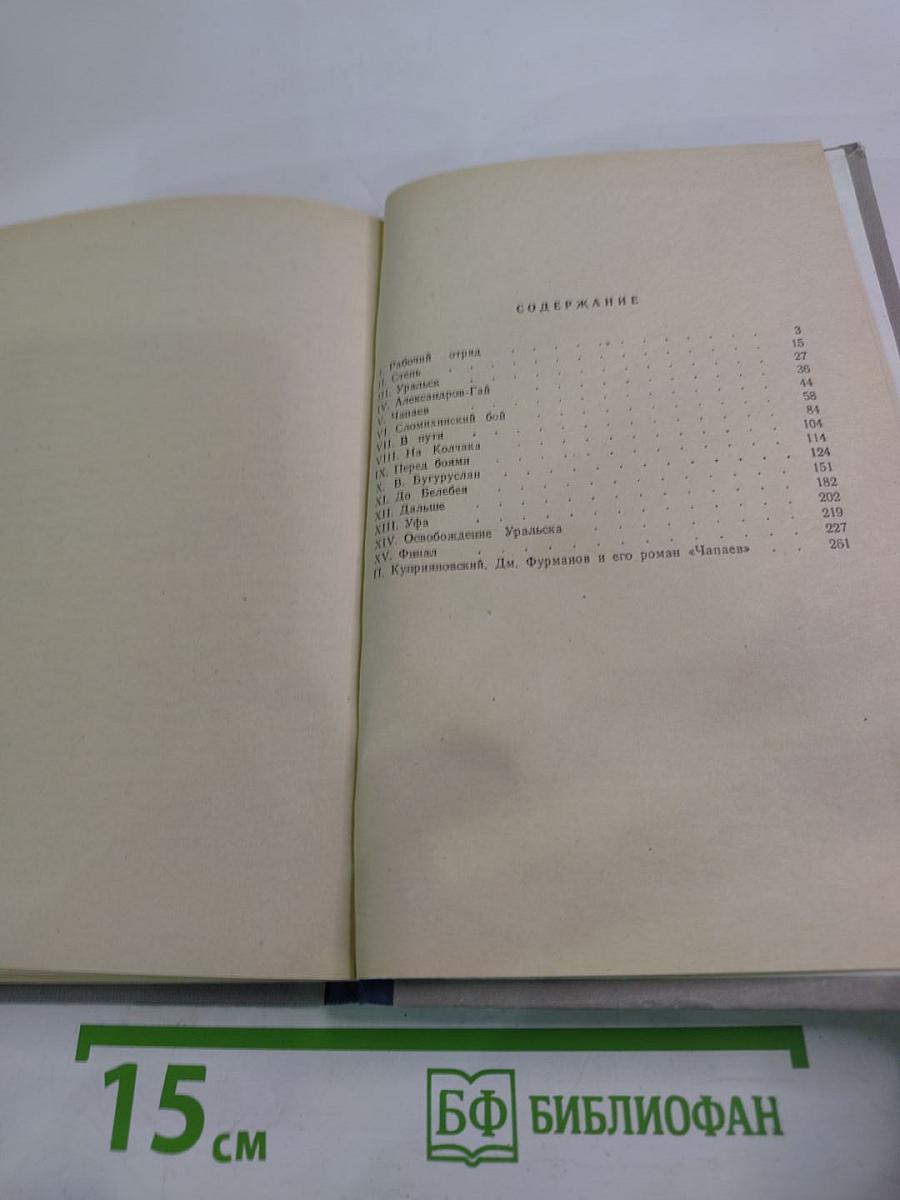 СОДЕРЖАНИЕ
I. Рабочий отряд . . . . . . . . . . 3
II. Степь . . . . . . . . . . 15
III. Уральск . . . . . . . . . . 27
IV. Александров-Гай . . . . . . . . . . 36
V. Чапаев . . . . . . . . . . 44
VI. Сломихинский бой . . . . . . . . . . 58
VII. В пути . . . . . . . . . . 84
VIII. На Колчака . . . . . . . . . . 104
IX. Перед боями . . . . . . . . . . 114
X. В. Бугуруслан . . . . . . . . . . 124
XI. До Белебея . . . . . . . . . . 151
XII. Дальше . . . . . . . . . . 182
XIII. Уфа . . . . . . . . . . 202
XIV. Освобождение Уральска . . . . . . . . . . 219
XV. Финал . . . . . . . . . . 227
П. Куприяновский, Дм. Фурманов и его роман «Чапаев» . . 261
15 см
БФ БИБЛИОФАН